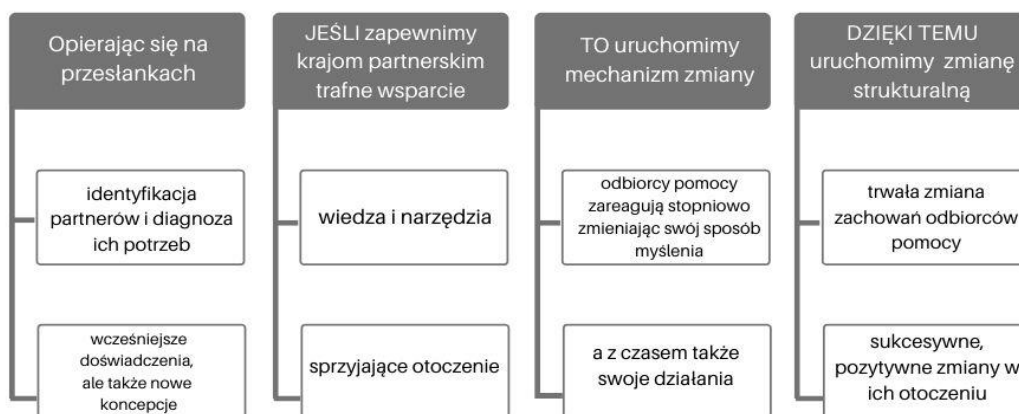 Opierając się na
przesłankach
identyfikacja
partnerów i diagnoza
ich potrzeb
wcześniejsze
doświadczenia,
ale także nowe
koncepcje
JEŚLI zapewnimy
krajom partnerskim
trafne wsparcie
wiedza i narzędzia
sprzyjające otoczenie
TO uruchomimy
mechanizm zmiany
odbiorcy pomocy
zareagują stopniowo
zmieniając swój sposób
myślenia
a z czasem także
swoje działania
DZIĘKI TEMU
uruchomimy zmianę
strukturalną
trwała zmiana
zachowań odbiorców
pomocy
sukcesywne,
pozytywne zmiany w
ich otoczeniu